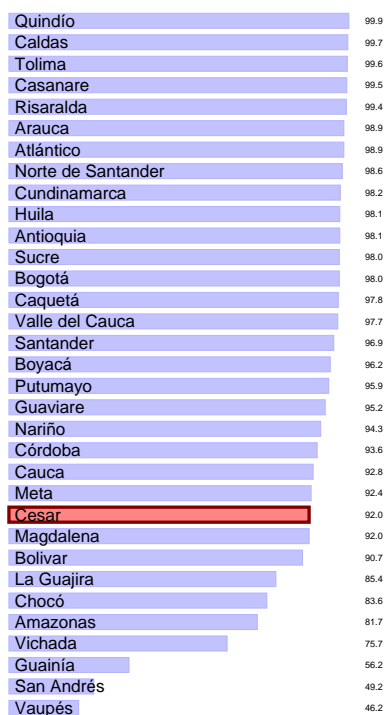 Quindío 99.9
Caldas 99.7
Tolima 99.6
Casanare 99.5
Risaralda 99.4
Arauca 98.9
Atlántico 98.9
Norte de Santander 98.6
Cundinamarca 98.2
Huila 98.1
Antioquia 98.1
Sucre 98.0
Bogotá 98.0
Caquetá 97.8
Valle del Cauca 97.7
Santander 96.9
Boyacá 96.2
Putumayo 95.9
Guaviare 95.2
Nariño 94.3
Córdoba 93.6
Cauca 92.8
Meta 92.4
Cesar 92.0
Magdalena 92.0
Bolivar 90.7
La Guajira 85.4
Chocó 83.6
Amazonas 81.7
Vichada 75.7
Guainía 56.2
San Andrés 49.2
Vaupés 46.2